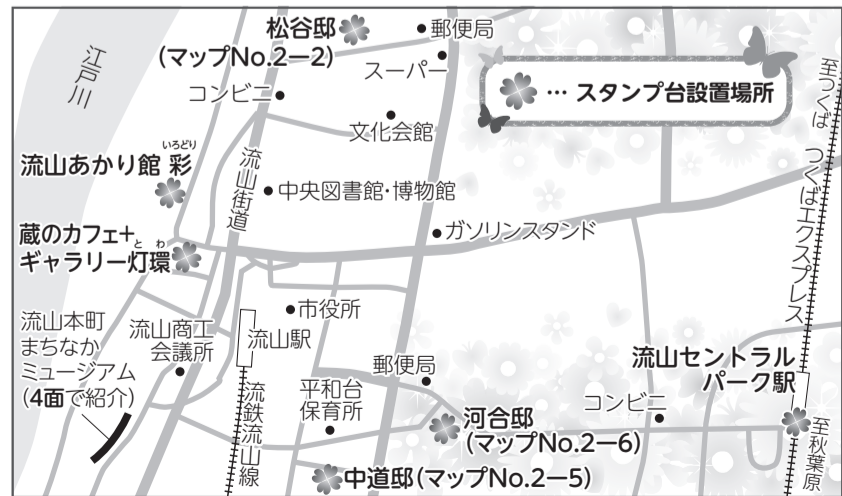 松谷邸
(マップNo.2−2)
郵便局
スーパー
コンビニ
文化会館
… スタンプ台設置場所
江戸川
至つくば
つくばエクスプレス
いろどり
流山あかり館 彩
流山街道
中央図書館・博物館
とわ
蔵のカフェ+
ギャラリー灯環
ガソリンスタンド
流山本町
まちなか
ミュージアム
(4面で紹介)
流山商工
会議所
市役所
流山駅
流鉄流山線
平和台
保育所
郵便局
河合邸
(マップNo.2−6)
中道邸(マップNo.2−5)
コンビニ
流山セントラル
パーク駅
至秋葉原